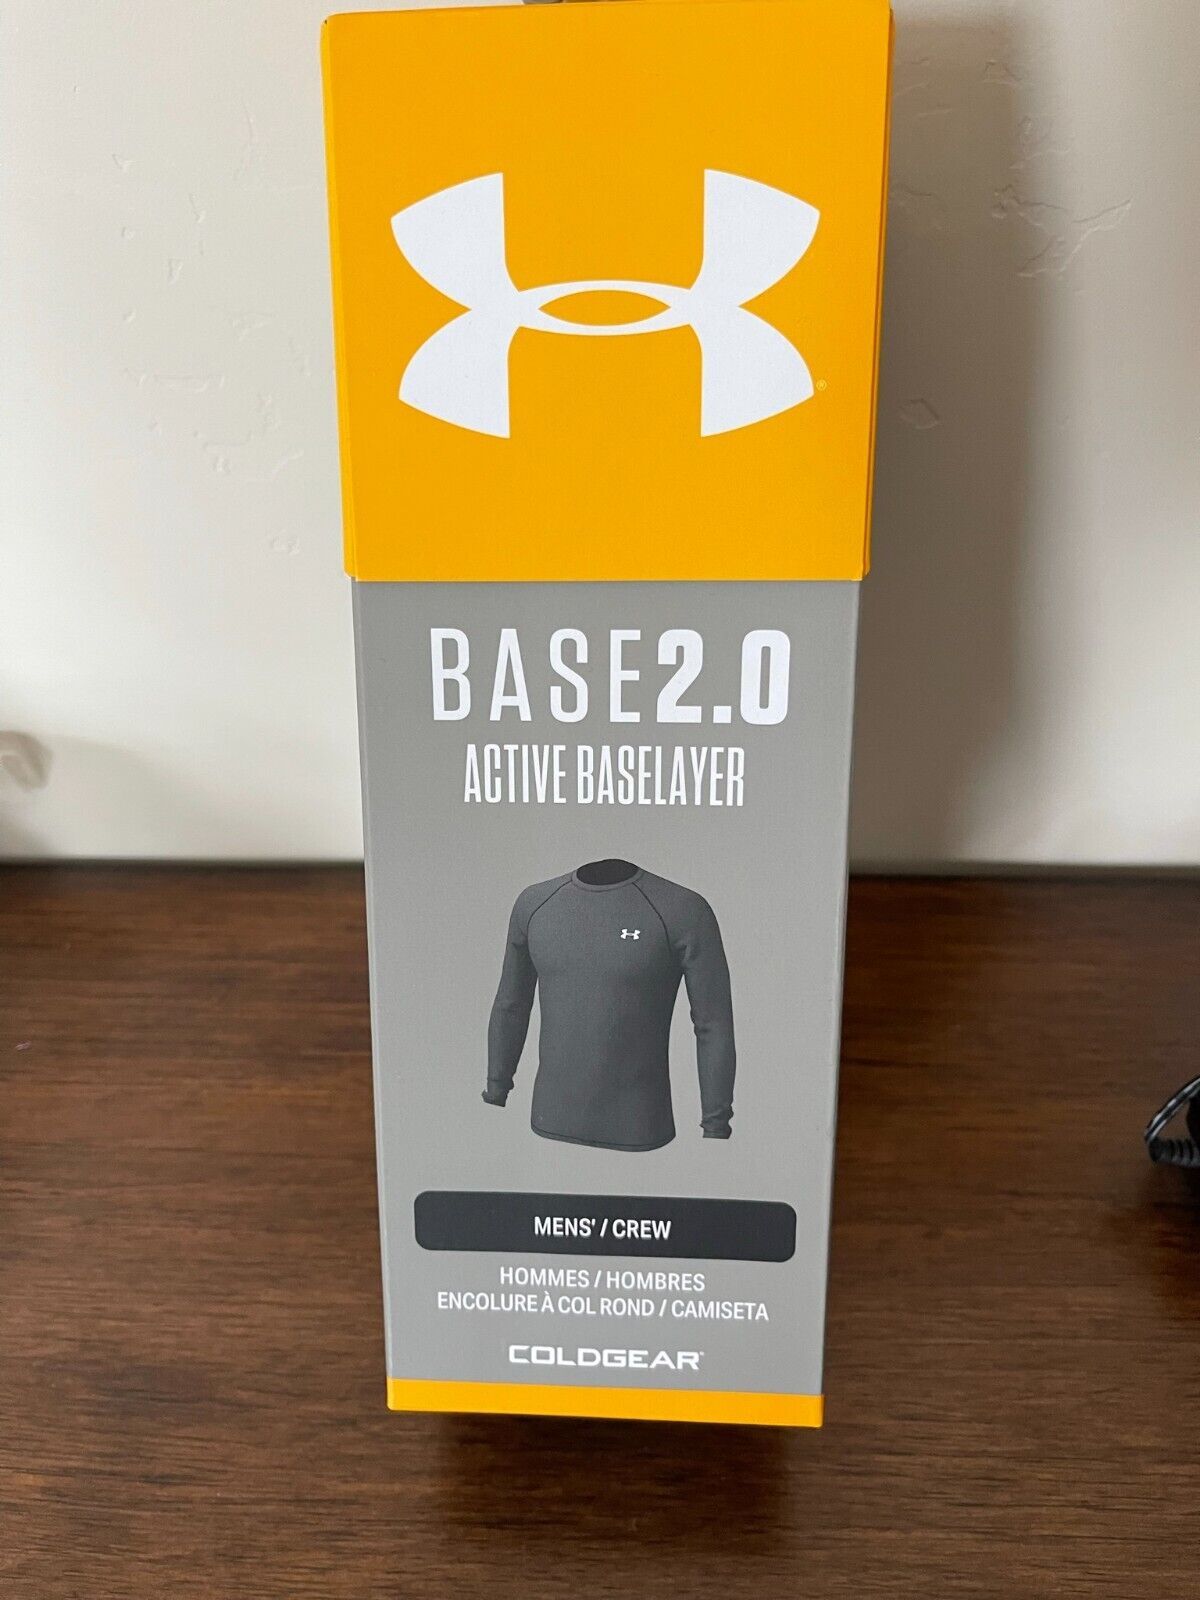 ®
BASE2.0
ACTIVE BASELAYER
MENS' / CREW
HOMMES / HOMBRES
ENCOLURE À COL ROND / CAMISETA
COLDGEAR®